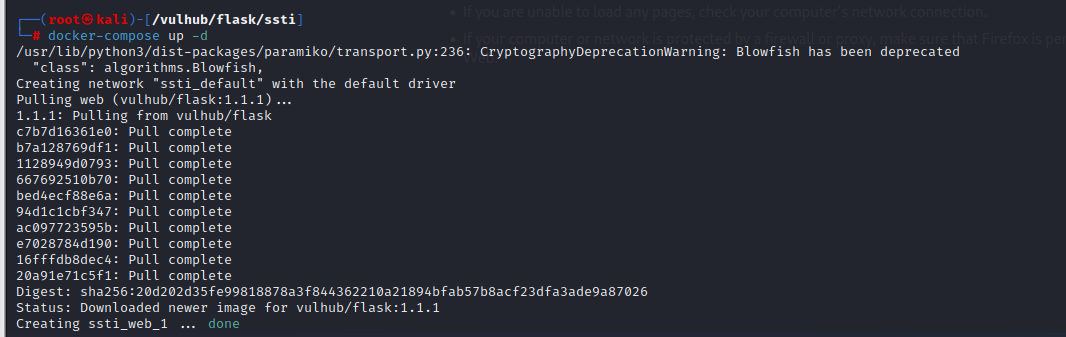 ┌──(root㉿kali)-[/vulhub/flask/ssti]
└─# docker-compose up -d
/usr/lib/python3/dist-packages/paramiko/transport.py:236: CryptographyDeprecationWarning: Blowfish has been deprecated
"class": algorithms.Blowfish,
Creating network "ssti_default" with the default driver
Pulling web (vulhub/flask:1.1.1)...
1.1.1: Pulling from vulhub/flask
c7b7d16361e0: Pull complete
b7a128769df1: Pull complete
1128949d0793: Pull complete
667692510b70: Pull complete
bed4ecf88e6a: Pull complete
94d1c1cbf347: Pull complete
ac097723595b: Pull complete
e7028784d190: Pull complete
16fffdb8dec4: Pull complete
20a91e71c5f1: Pull complete
Digest: sha256:20d202d35fe99818878a3f844362210a21894bfab57b8acf23dfa3ade9a87026
Status: Downloaded newer image for vulhub/flask:1.1.1
Creating ssti_web_1 ... done
If you are unable to load any pages, check your computer's network connection.
If your computer or network is protected by a firewall or proxy, make sure that Firefox is